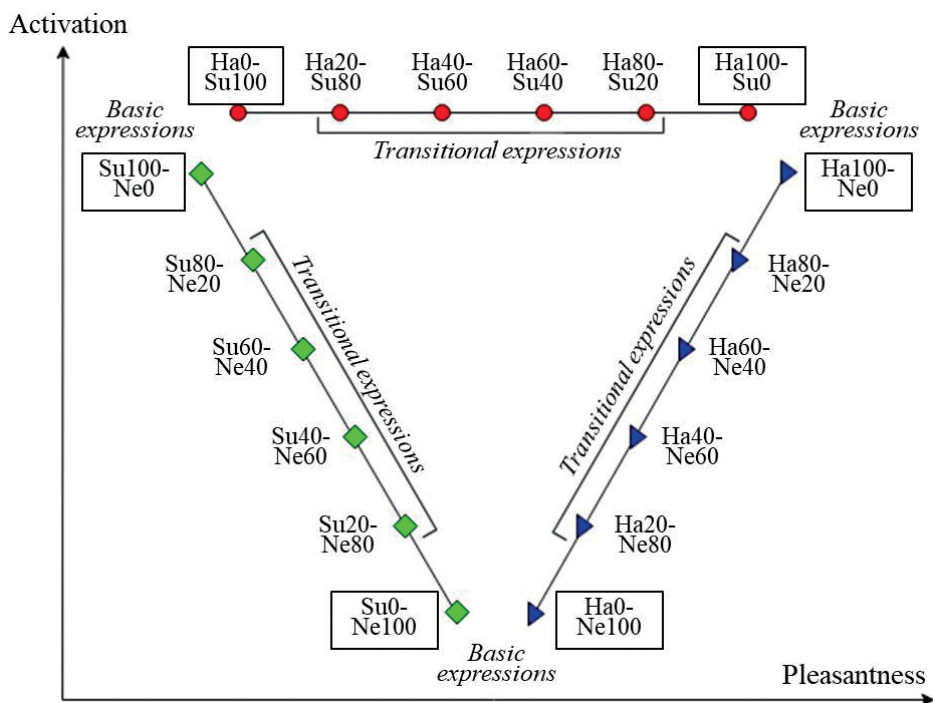 Activation
Ha0-
Su100
Ha20-
Su80
Ha40-
Su60
Ha60-
Su40
Ha80-
Su20
Ha100-
Su0
Basic
expressions
Transitional expressions
Basic
expressions
Su100-
Ne0
Ha100-
Ne0
Su80-
Ne20
Transitional expressions
Transitional expressions
Ha80-
Ne20
Su60-
Ne40
Ha60-
Ne40
Su40-
Ne60
Ha40-
Ne60
Su20-
Ne80
Ha20-
Ne80
Su0-
Ne100
Ha0-
Ne100
Basic
expressions
Pleasantness